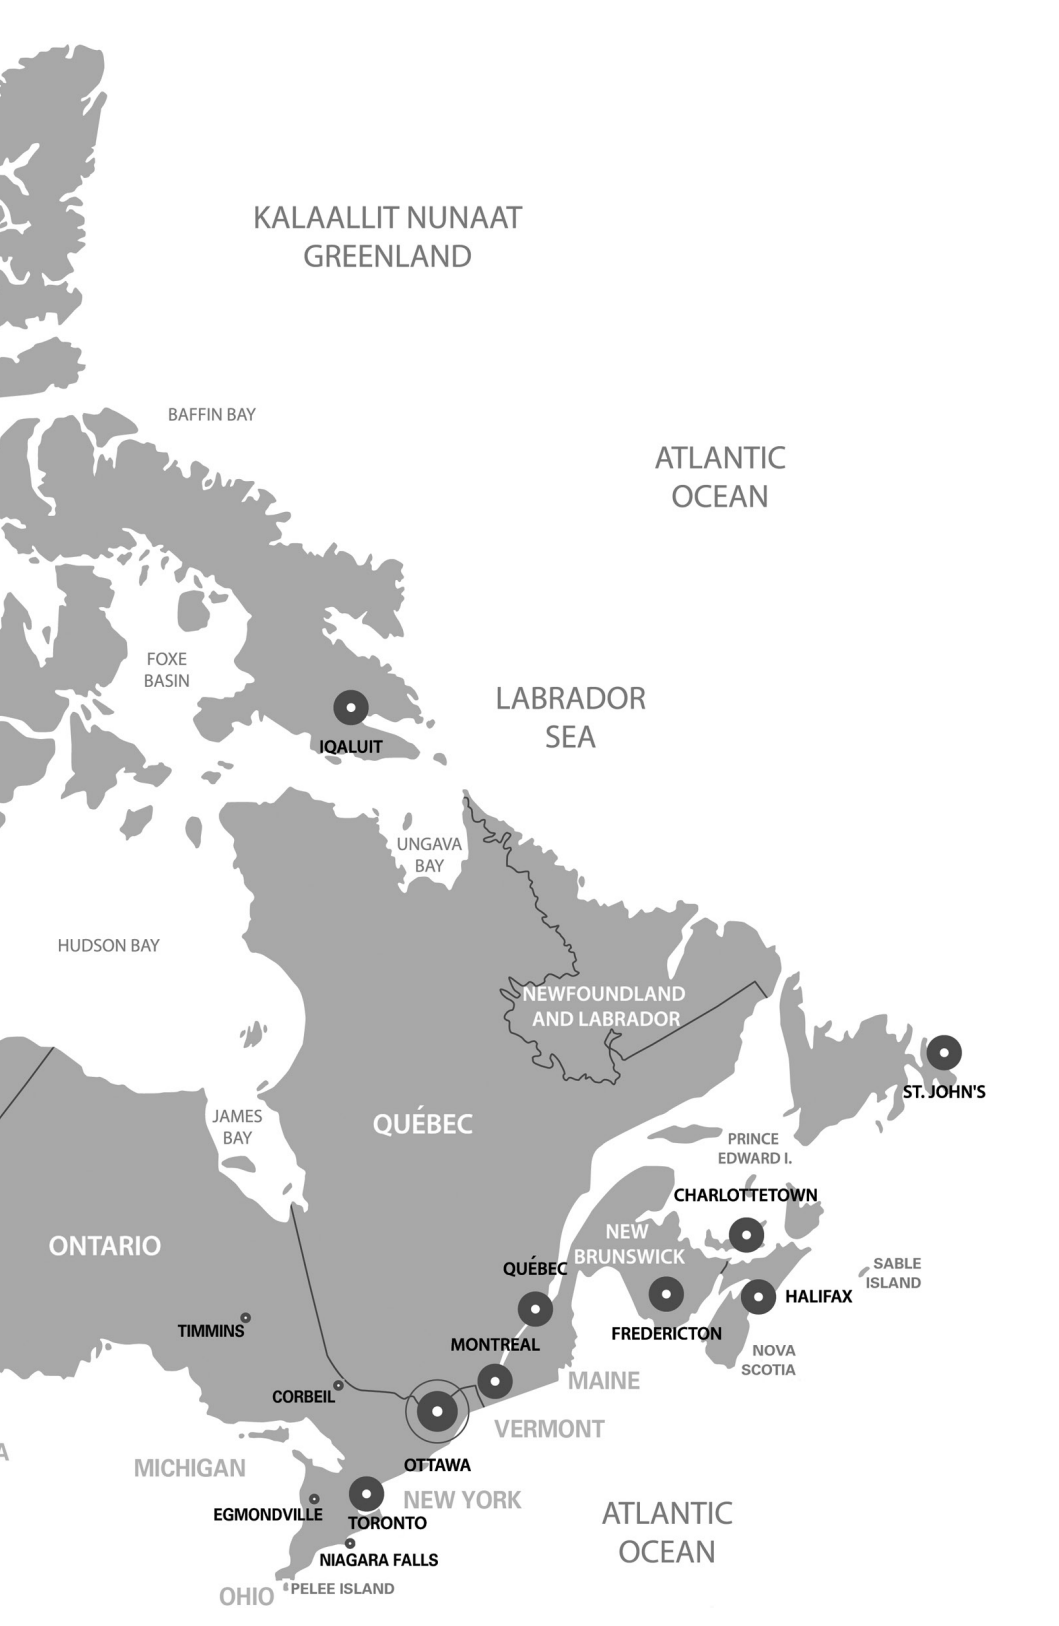 KALAALLIT NUNAAT
GREENLAND
BAFFIN BAY
ATLANTIC
OCEAN
FOXE
BASIN
LABRADOR
SEA
IQALUIT
UNGAVA
BAY
HUDSON BAY
NEWFOUNDLAND
AND LABRADOR
ST. JOHN'S
QUÉBEC
JAMES
BAY
PRINCE
EDWARD I.
CHARLOTTETOWN
ONTARIO
NEW
BRUNSWICK
QUÉBEC
SABLE
ISLAND
HALIFAX
TIMMINS
FREDERICTON
MONTREAL
NOVA
SCOTIA
MAINE
CORBEIL
VERMONT
A
OTTAWA
MICHIGAN
NEW YORK
EGMONDVILLE
TORONTO
ATLANTIC
OCEAN
NIAGARA FALLS
PELEE ISLAND
OHIO